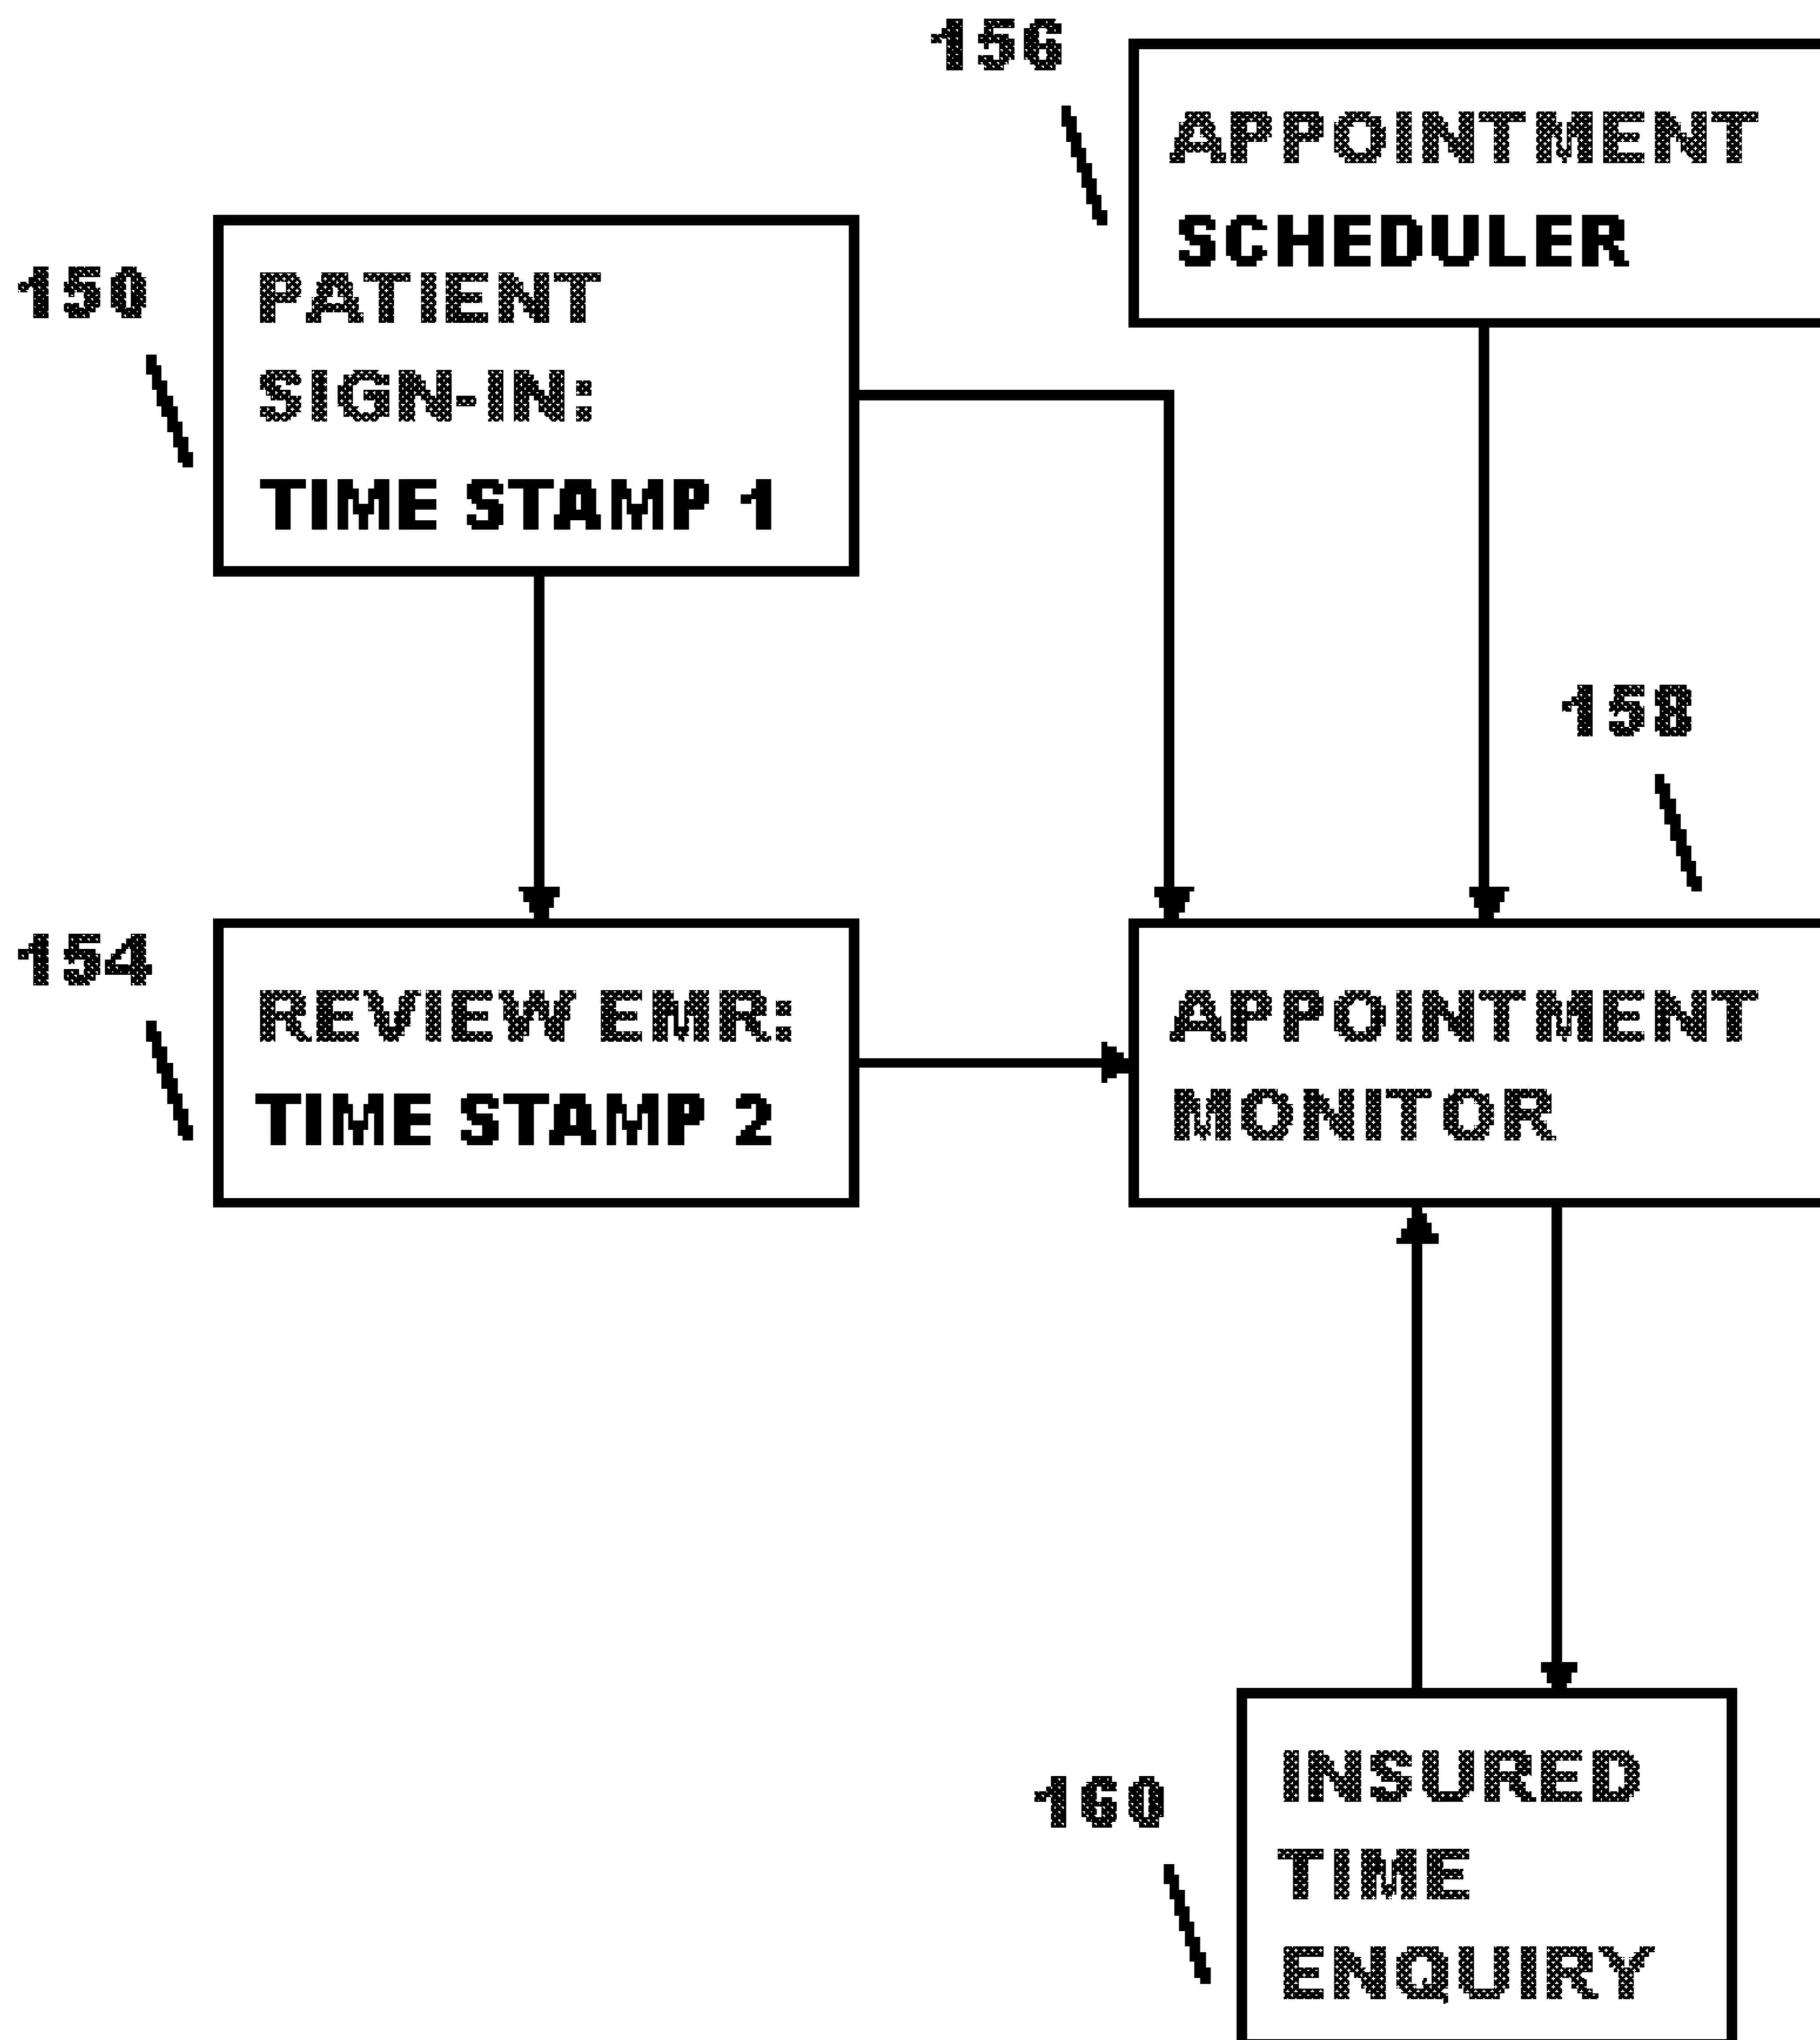 156
APPOINTMENT
SCHEDULER
150
PATIENT
SIGN-IN:
TIME STAMP 1
158
154
REVIEW EMR:
TIME STAMP 2
APPOINTMENT
MONITOR
160
INSURED
TIME
ENQUIRY